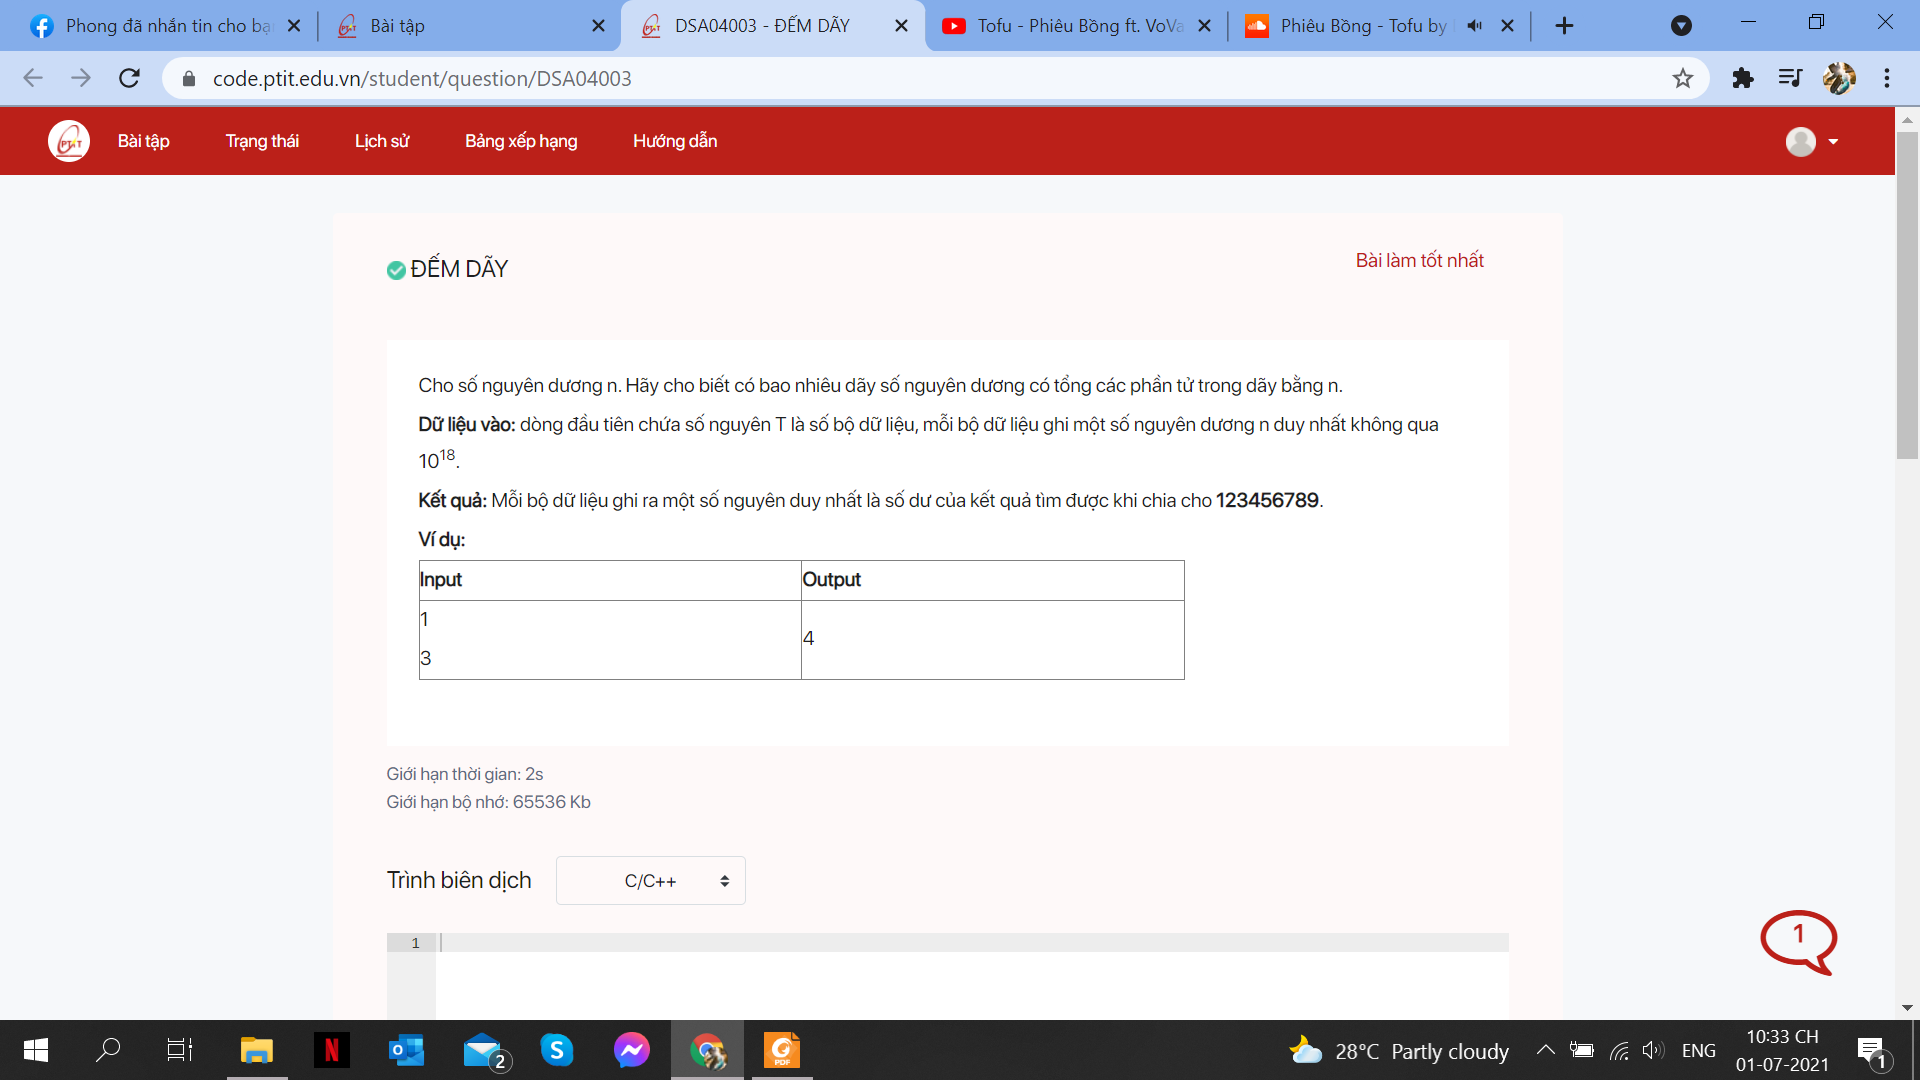 Phong đã nhắn tin cho bạ
Bài tập
DSA04003 - ĐẾM DÃY
Tofu - Phiêu Bồng ft. VoVa
Phiêu Bồng - Tofu by
code.ptit.edu.vn/student/question/DSA04003
PTIT
Bài tập
Trạng thái
Lịch sử
Bảng xếp hạng
Hướng dẫn
ĐẾM DÃY
Bài làm tốt nhất
Cho số nguyên dương n. Hãy cho biết có bao nhiêu dãy số nguyên dương có tổng các phần tử trong dãy bằng n.
Dữ liệu vào: dòng đầu tiên chứa số nguyên T là số bộ dữ liệu, mỗi bộ dữ liệu ghi một số nguyên dương n duy nhất không qua
10^18.
Kết quả: Mỗi bộ dữ liệu ghi ra một số nguyên duy nhất là số dư của kết quả tìm được khi chia cho 123456789.
Ví dụ:
Input Output
1
3
4
Giới hạn thời gian: 2s
Giới hạn bộ nhớ: 65536 Kb
Trình biên dịch
C/C++
1
1
N
2
S
PDF
28°C Partly cloudy
ENG
10:33 CH
01-07-2021
1